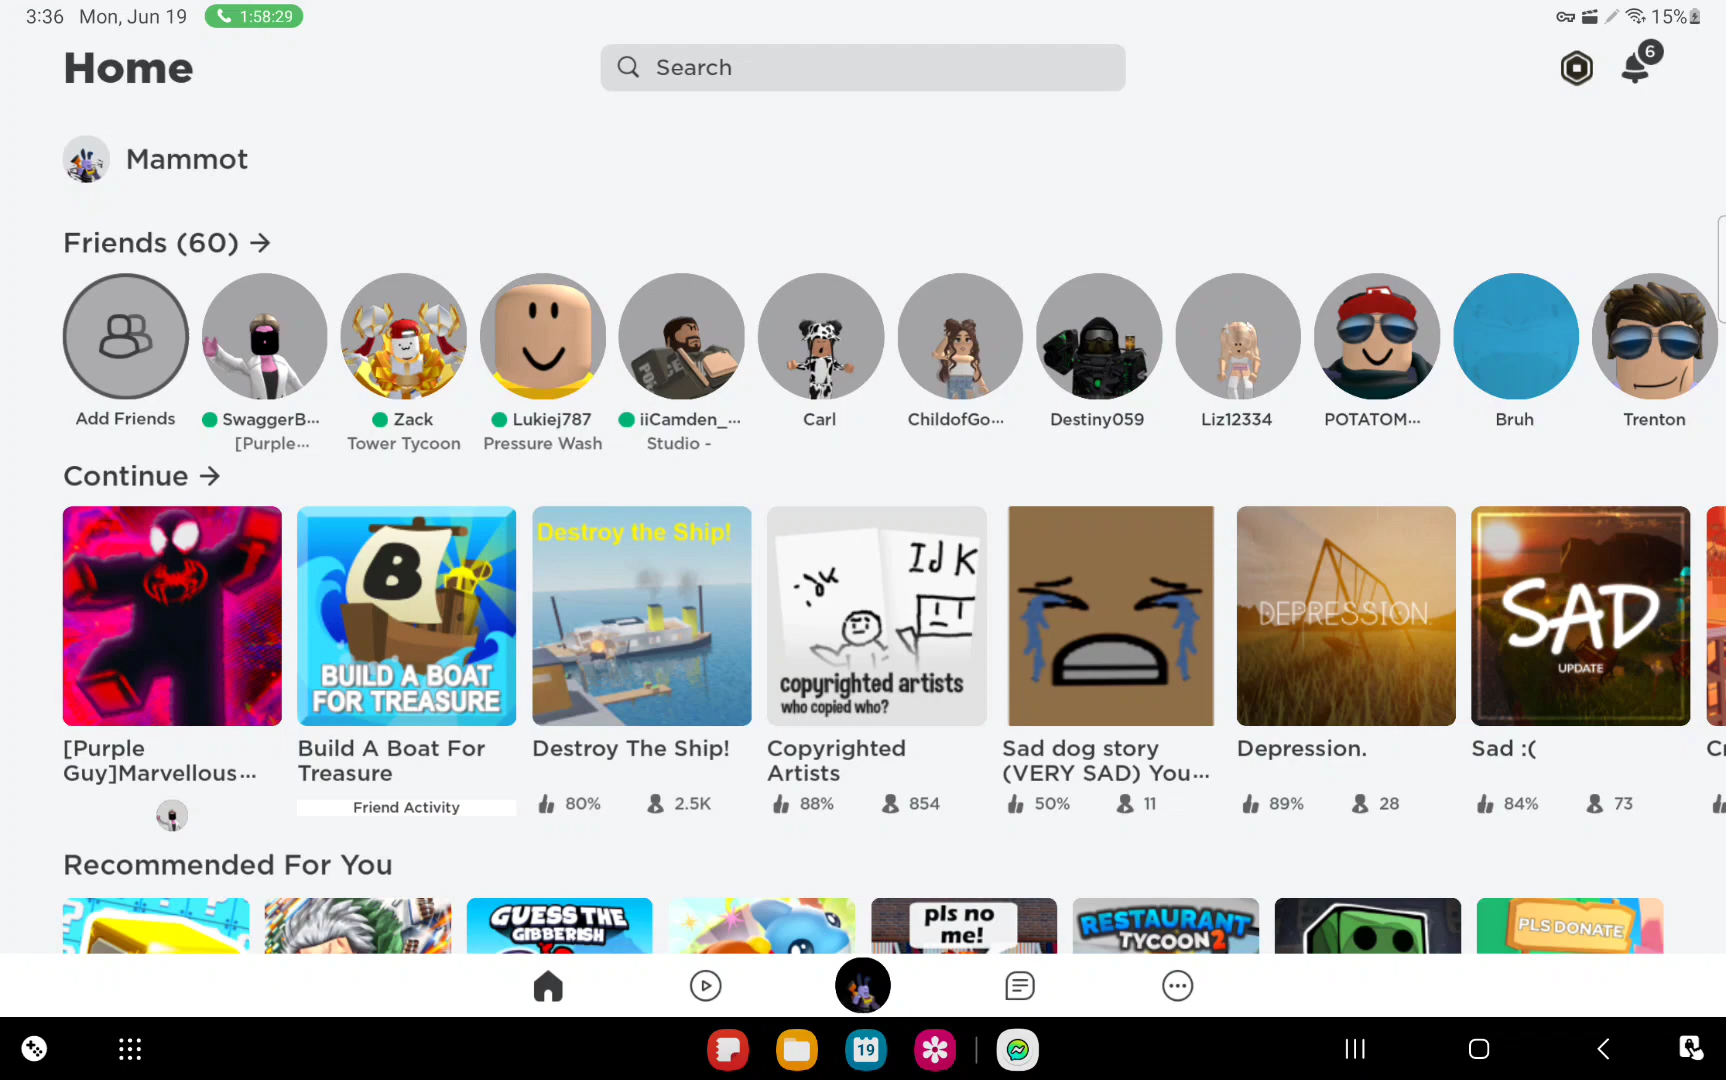 3:36 Mon, Jun 19 1:58:29 15%
Home
Search
6
Mammot
Friends (60)
Add Friends
SwaggerB...
[Purple...
Zack
Tower Tycoon
Lukiej787
Pressure Wash
iiCamden_...
Studio -
Carl
ChildofGo...
Destiny059
Liz12334
POTATOM...
Bruh
Trenton
POLICE
Continue
B
BUILD A BOAT
FOR TREASURE
Destroy the Ship!
IJK
copyrighted artists
who copied who?
DEPRESSION.
SAD
UPDATE
[Purple
Guy]Marvellous...
Build A Boat For
Treasure
Friend Activity
Destroy The Ship!
80% 2.5K
Copyrighted
Artists
88% 854
Sad dog story
(VERY SAD) You...
50% 11
Depression.
89% 28
Sad :(
84% 73
Recommended For You
GUESS THE
GIBBERISH
pls no
me!
RESTAURANT
TYCOON 2
PLS DONATE
19